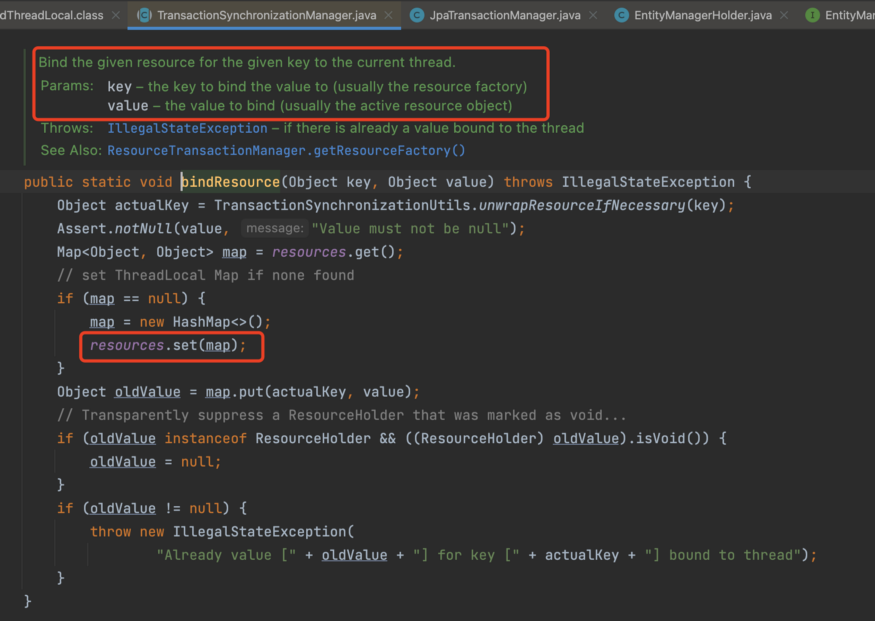 dThreadLocal.class TransactionSynchronizationManager.java JpaTransactionManager.java EntityManagerHolder.java EntityMan
Bind the given resource for the given key to the current thread.
Params: key – the key to bind the value to (usually the resource factory)
value – the value to bind (usually the active resource object)
Throws: IllegalStateException – if there is already a value bound to the thread
See Also: ResourceTransactionManager.getResourceFactory()
public static void bindResource(Object key, Object value) throws IllegalStateException {
Object actualKey = TransactionSynchronizationUtils.unwrapResourceIfNecessary(key);
Assert.notNull(value, message: "Value must not be null");
Map<Object, Object> map = resources.get();
// set ThreadLocal Map if none found
if (map == null) {
map = new HashMap<>();
resources.set(map);
}
Object oldValue = map.put(actualKey, value);
// Transparently suppress a ResourceHolder that was marked as void...
if (oldValue instanceof ResourceHolder && ((ResourceHolder) oldValue).isVoid()) {
oldValue = null;
}
if (oldValue != null) {
throw new IllegalStateException(
"Already value [" + oldValue + "] for key [" + actualKey + "] bound to thread");
}
}